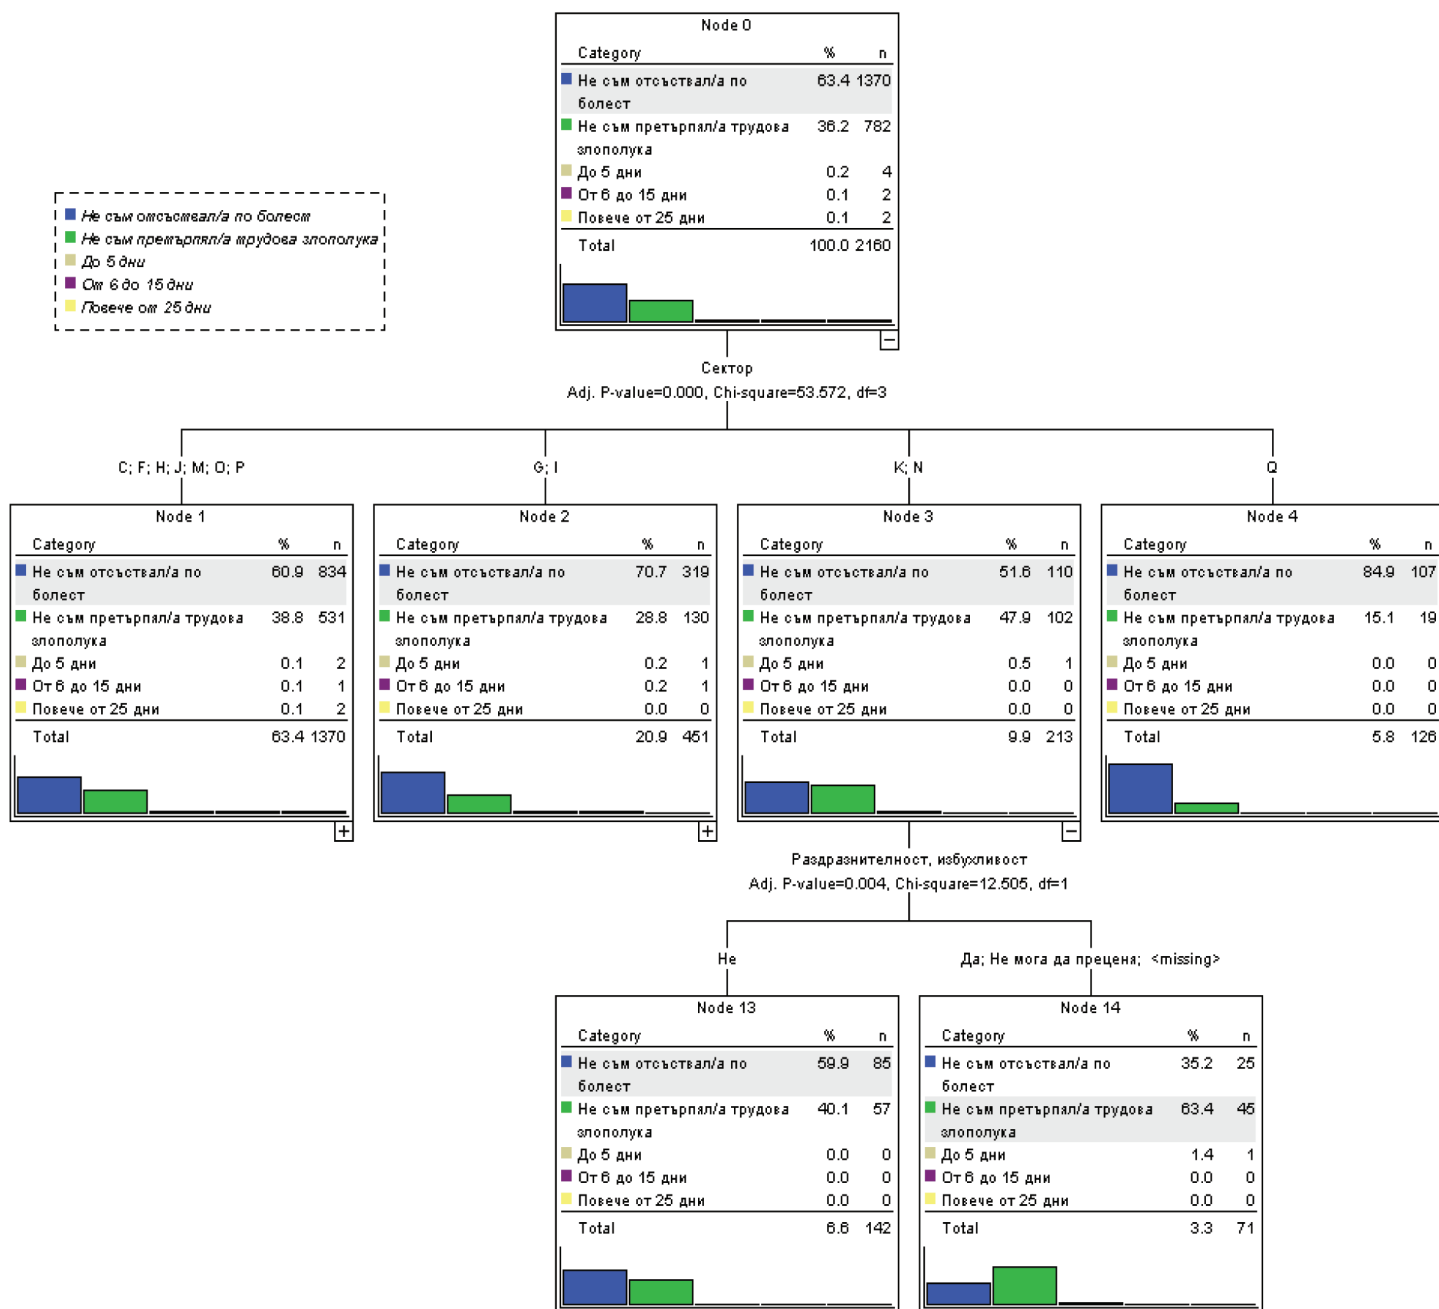 Node 0
Category % n
Не съм отсъствал/а по 63.4 1370
болест
Не съм претърпял/а трудова 36.2 782
злополука
До 5 дни 0.2 4
От 6 до 15 дни 0.1 2
Повече от 25 дни 0.1 2
Total 100.0 2160
Не съм отсъствал/а по болест
Не съм претърпял/а трудова злополука
До 5 дни
От 6 до 15 дни
Повече от 25 дни
Сектор
Adj. P-value=0.000, Chi-square=53.572, df=3
C; F; H; J; M; O; P
G; I
K; N
Q
Node 1
Category % n
Не съм отсъствал/а по 60.9 834
болест
Не съм претърпял/а трудова 38.8 531
злополука
До 5 дни 0.1 2
От 6 до 15 дни 0.1 1
Повече от 25 дни 0.1 2
Total 63.4 1370
Node 2
Category % n
Не съм отсъствал/а по 70.7 319
болест
Не съм претърпял/а трудова 28.8 130
злополука
До 5 дни 0.2 1
От 6 до 15 дни 0.2 1
Повече от 25 дни 0.0 0
Total 20.9 451
Node 3
Category % n
Не съм отсъствал/а по 51.6 110
болест
Не съм претърпял/а трудова 47.9 102
злополука
До 5 дни 0.5 1
От 6 до 15 дни 0.0 0
Повече от 25 дни 0.0 0
Total 9.9 213
Node 4
Category % n
Не съм отсъствал/а по 84.9 107
болест
Не съм претърпял/а трудова 15.1 19
злополука
До 5 дни 0.0 0
От 6 до 15 дни 0.0 0
Повече от 25 дни 0.0 0
Total 5.8 126
Раздразнителност, избухливост
Adj. P-value=0.004, Chi-square=12.505, df=1
Не
Да; Не мога да преценя; <missing>
Node 13
Category % n
Не съм отсъствал/а по 59.9 85
болест
Не съм претърпял/а трудова 40.1 57
злополука
До 5 дни 0.0 0
От 6 до 15 дни 0.0 0
Повече от 25 дни 0.0 0
Total 6.6 142
Node 14
Category % n
Не съм отсъствал/а по 35.2 25
болест
Не съм претърпял/а трудова 63.4 45
злополука
До 5 дни 1.4 1
От 6 до 15 дни 0.0 0
Повече от 25 дни 0.0 0
Total 3.3 71